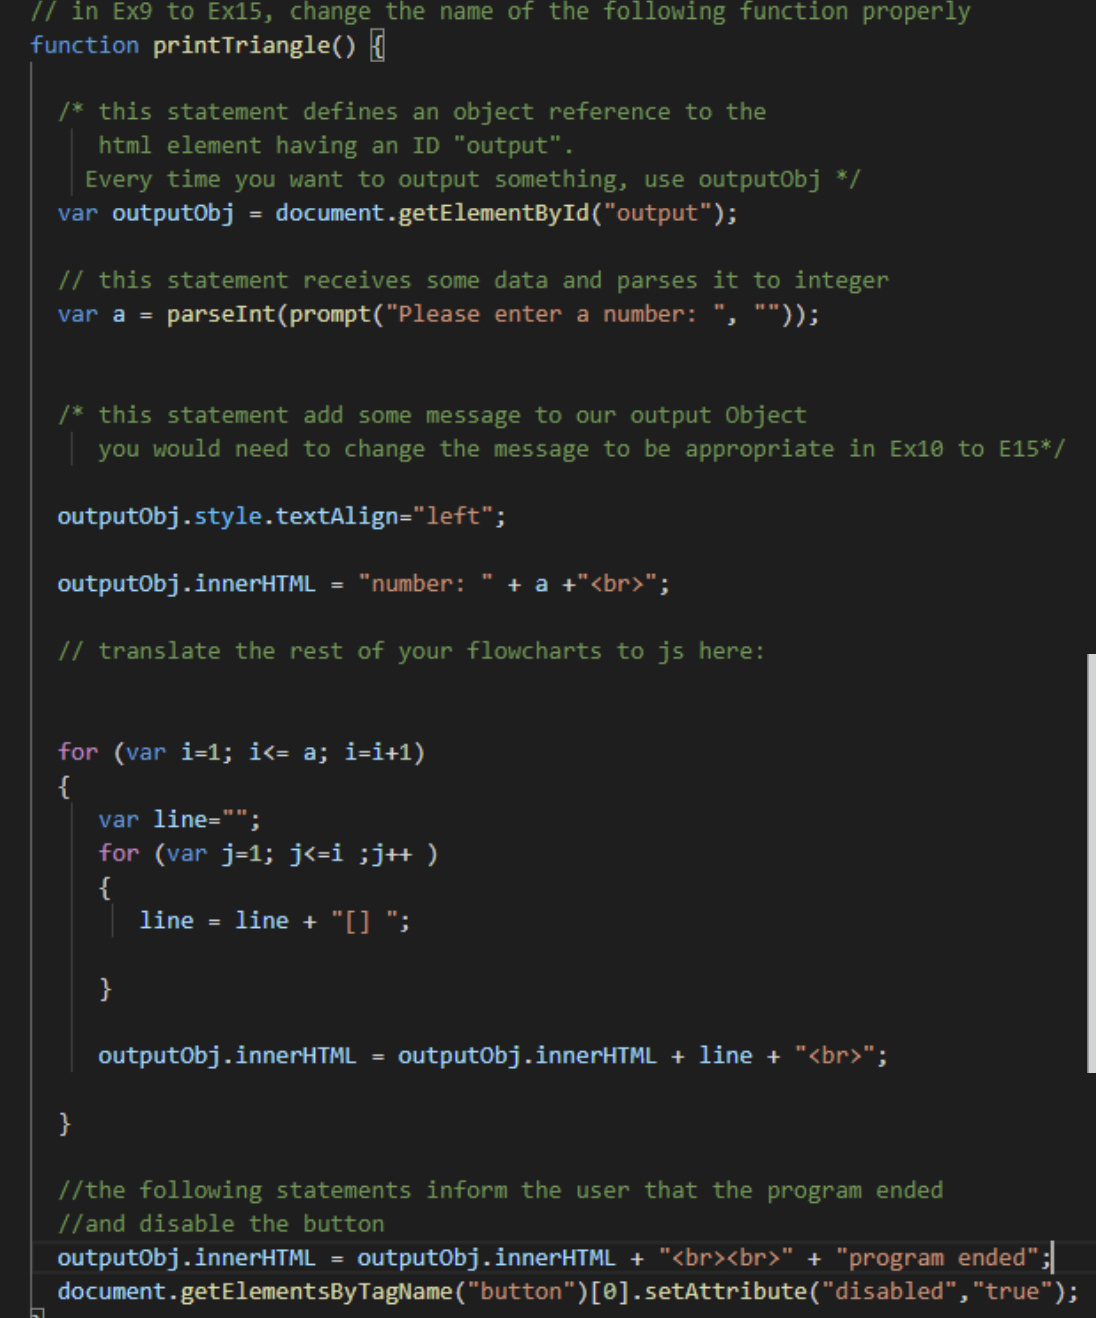 // in Ex9 to Ex15, change the name of the following function properly
function printTriangle() {
/* this statement defines an object reference to the
html element having an ID "output".
Every time you want to output something, use outputObj */
var outputObj = document.getElementById("output");
// this statement receives some data and parses it to integer
var a = parseInt(prompt("Please enter a number: ", ""));
/* this statement add some message to our output Object
you would need to change the message to be appropriate in Ex10 to E15*/
outputObj.style.textAlign="left";
outputObj.innerHTML = "number: " + a +"<br>";
// translate the rest of your flowcharts to js here:
for (var i=1; i<= a; i=i+1)
{
var line="";
for (var j=1; j<=i ;j++ )
{
line = line + "[] ";
}
outputObj.innerHTML = outputObj.innerHTML + line + "<br>";
}
//the following statements inform the user that the program ended
//and disable the button
outputObj.innerHTML = outputObj.innerHTML + "<br><br>" + "program ended";
document.getElementsByTagName("button")[0].setAttribute("disabled","true");
}